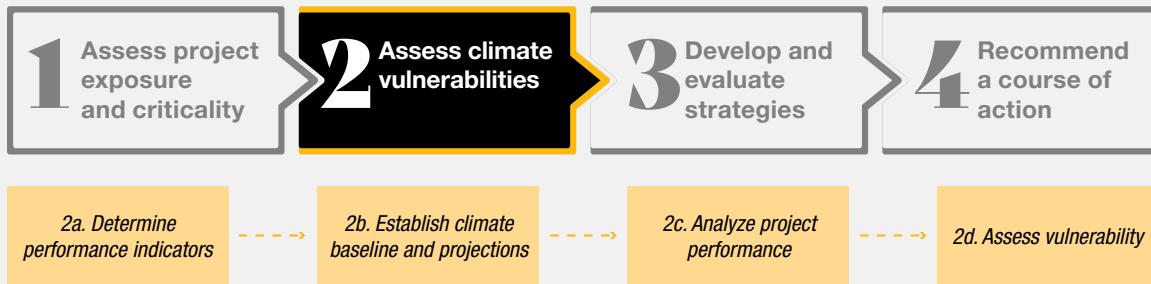 1 Assess project
exposure
and criticality
2 Assess climate
vulnerabilities
3 Develop and
evaluate
strategies
4 Recommend
a course of
action
2a. Determine
performance indicators
2b. Establish climate
baseline and projections
2c. Analyze project
performance
2d. Assess vulnerability